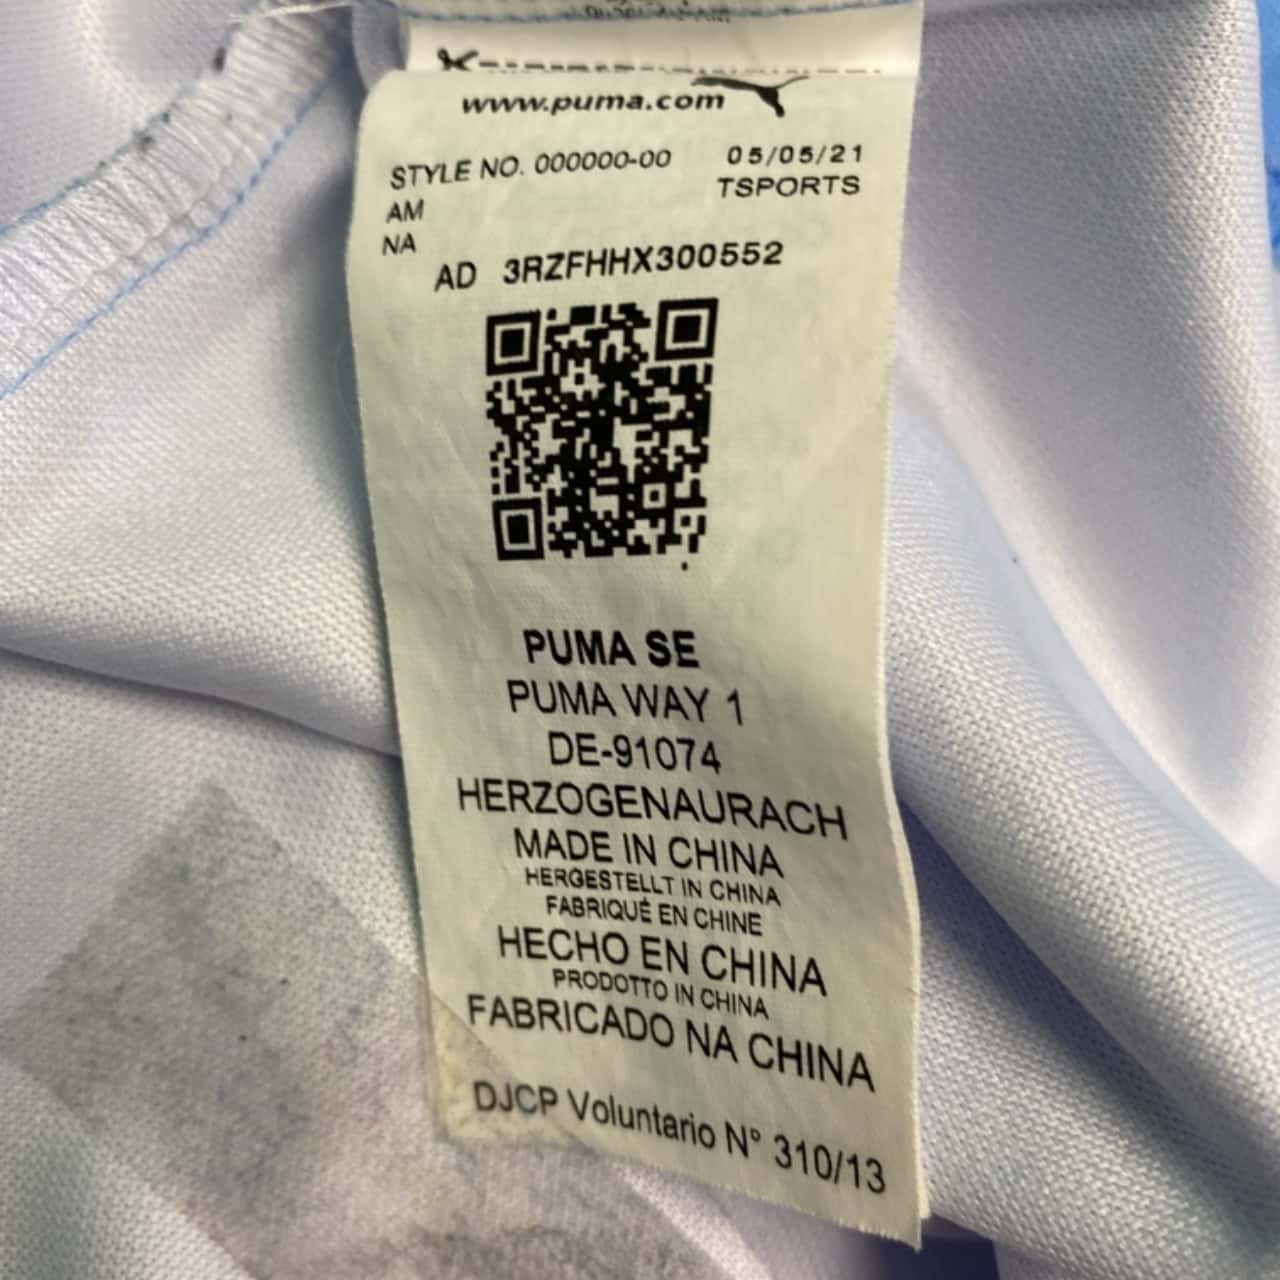 www.puma.com
STYLE NO. 000000-00 05/05/21
AM TSPORTS
NA
AD 3RZFHHX300552
PUMA SE
PUMA WAY 1
DE-91074
HERZOGENAURACH
MADE IN CHINA
HERGESTELLT IN CHINA
FABRIQUÉ EN CHINE
HECHO EN CHINA
PRODOTTO IN CHINA
FABRICADO NA CHINA
DJCP Voluntario N° 310/13